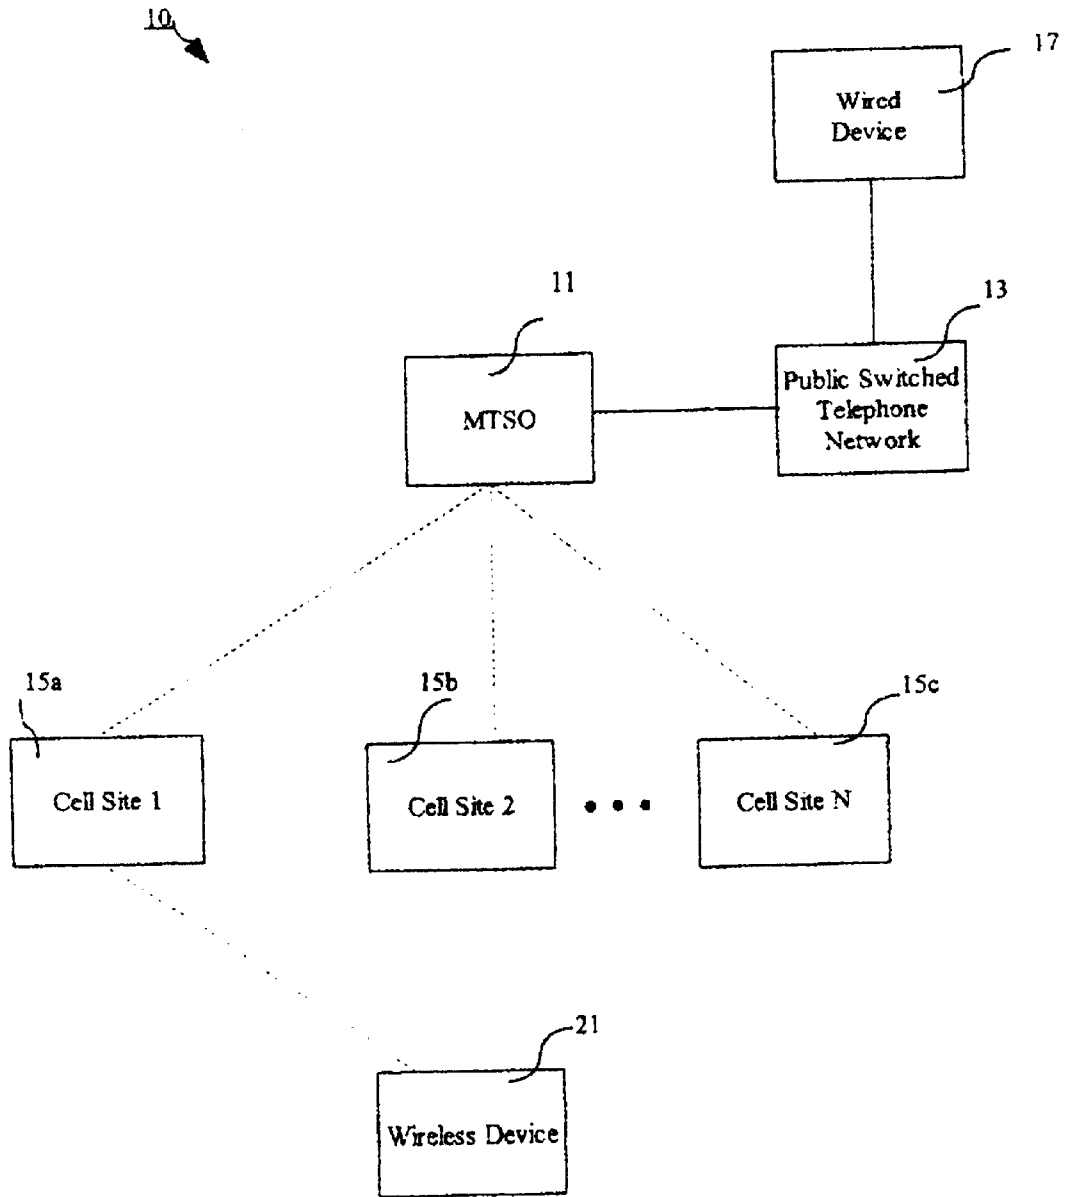 10
17
Wired
Device
11
13
MTSO
Public Switched
Telephone
Network
15a
15b
15c
Cell Site 1
Cell Site 2
Cell Site N
21
Wireless Device